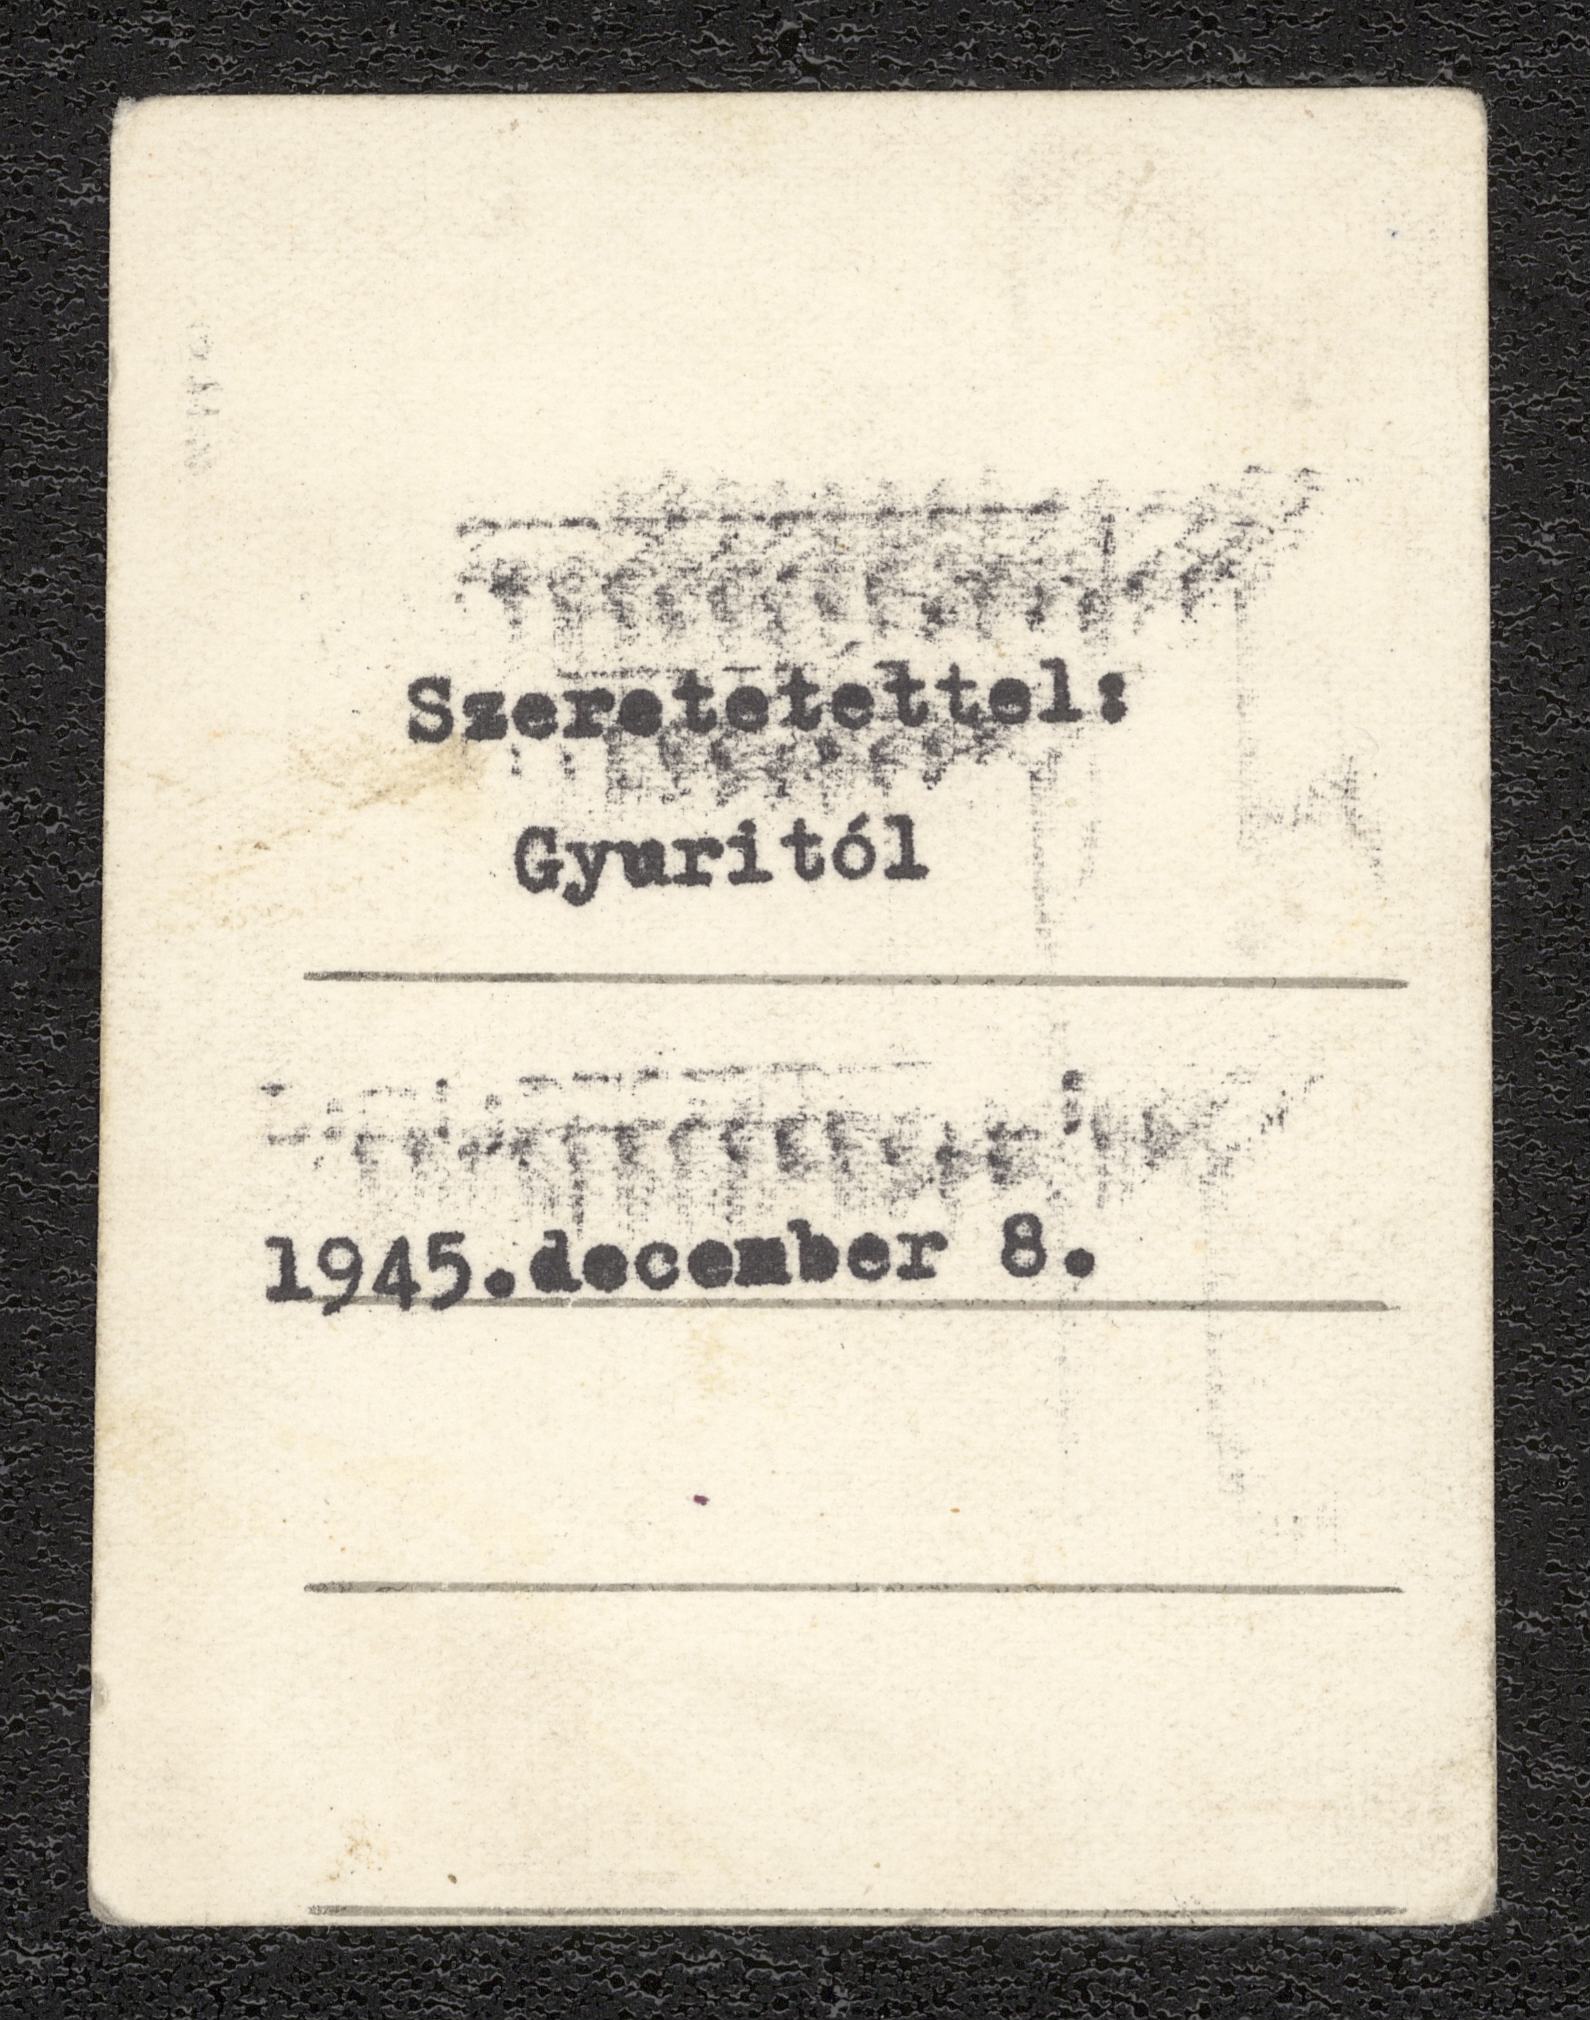 Szeretetettel:
Gyuritól
1945.december 8.